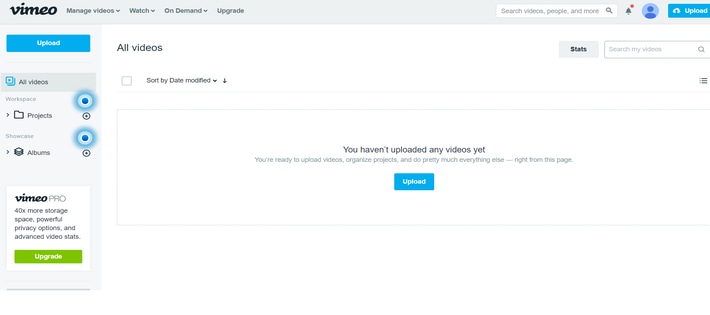 vimeo Manage videos Watch On Demand Upgrade Search videos, people, and more Upload
Upload
All videos
Stats
Search my videos
All videos
Sort by Date modified
Workspace
Projects
Showcase
Albums
You haven't uploaded any videos yet
You're ready to upload videos, organize projects, and do pretty much everything else — right from this page.
Upload
vimeo PRO
40x more storage
space, powerful
privacy options, and
advanced video stats.
Upgrade